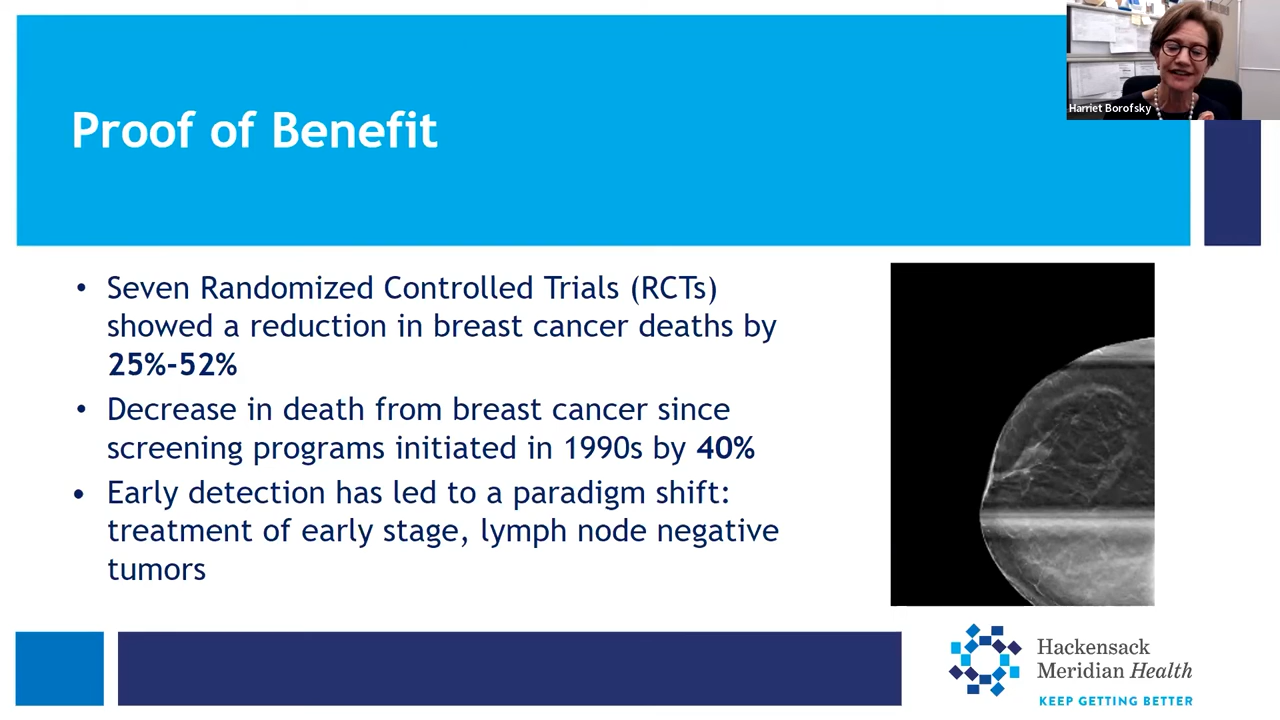 Harriet Borofsky
Proof of Benefit
• Seven Randomized Controlled Trials (RCTs)
showed a reduction in breast cancer deaths by
25%-52%
• Decrease in death from breast cancer since
screening programs initiated in 1990s by 40%
• Early detection has led to a paradigm shift:
treatment of early stage, lymph node negative
tumors
Hackensack
Meridian Health
KEEP GETTING BETTER